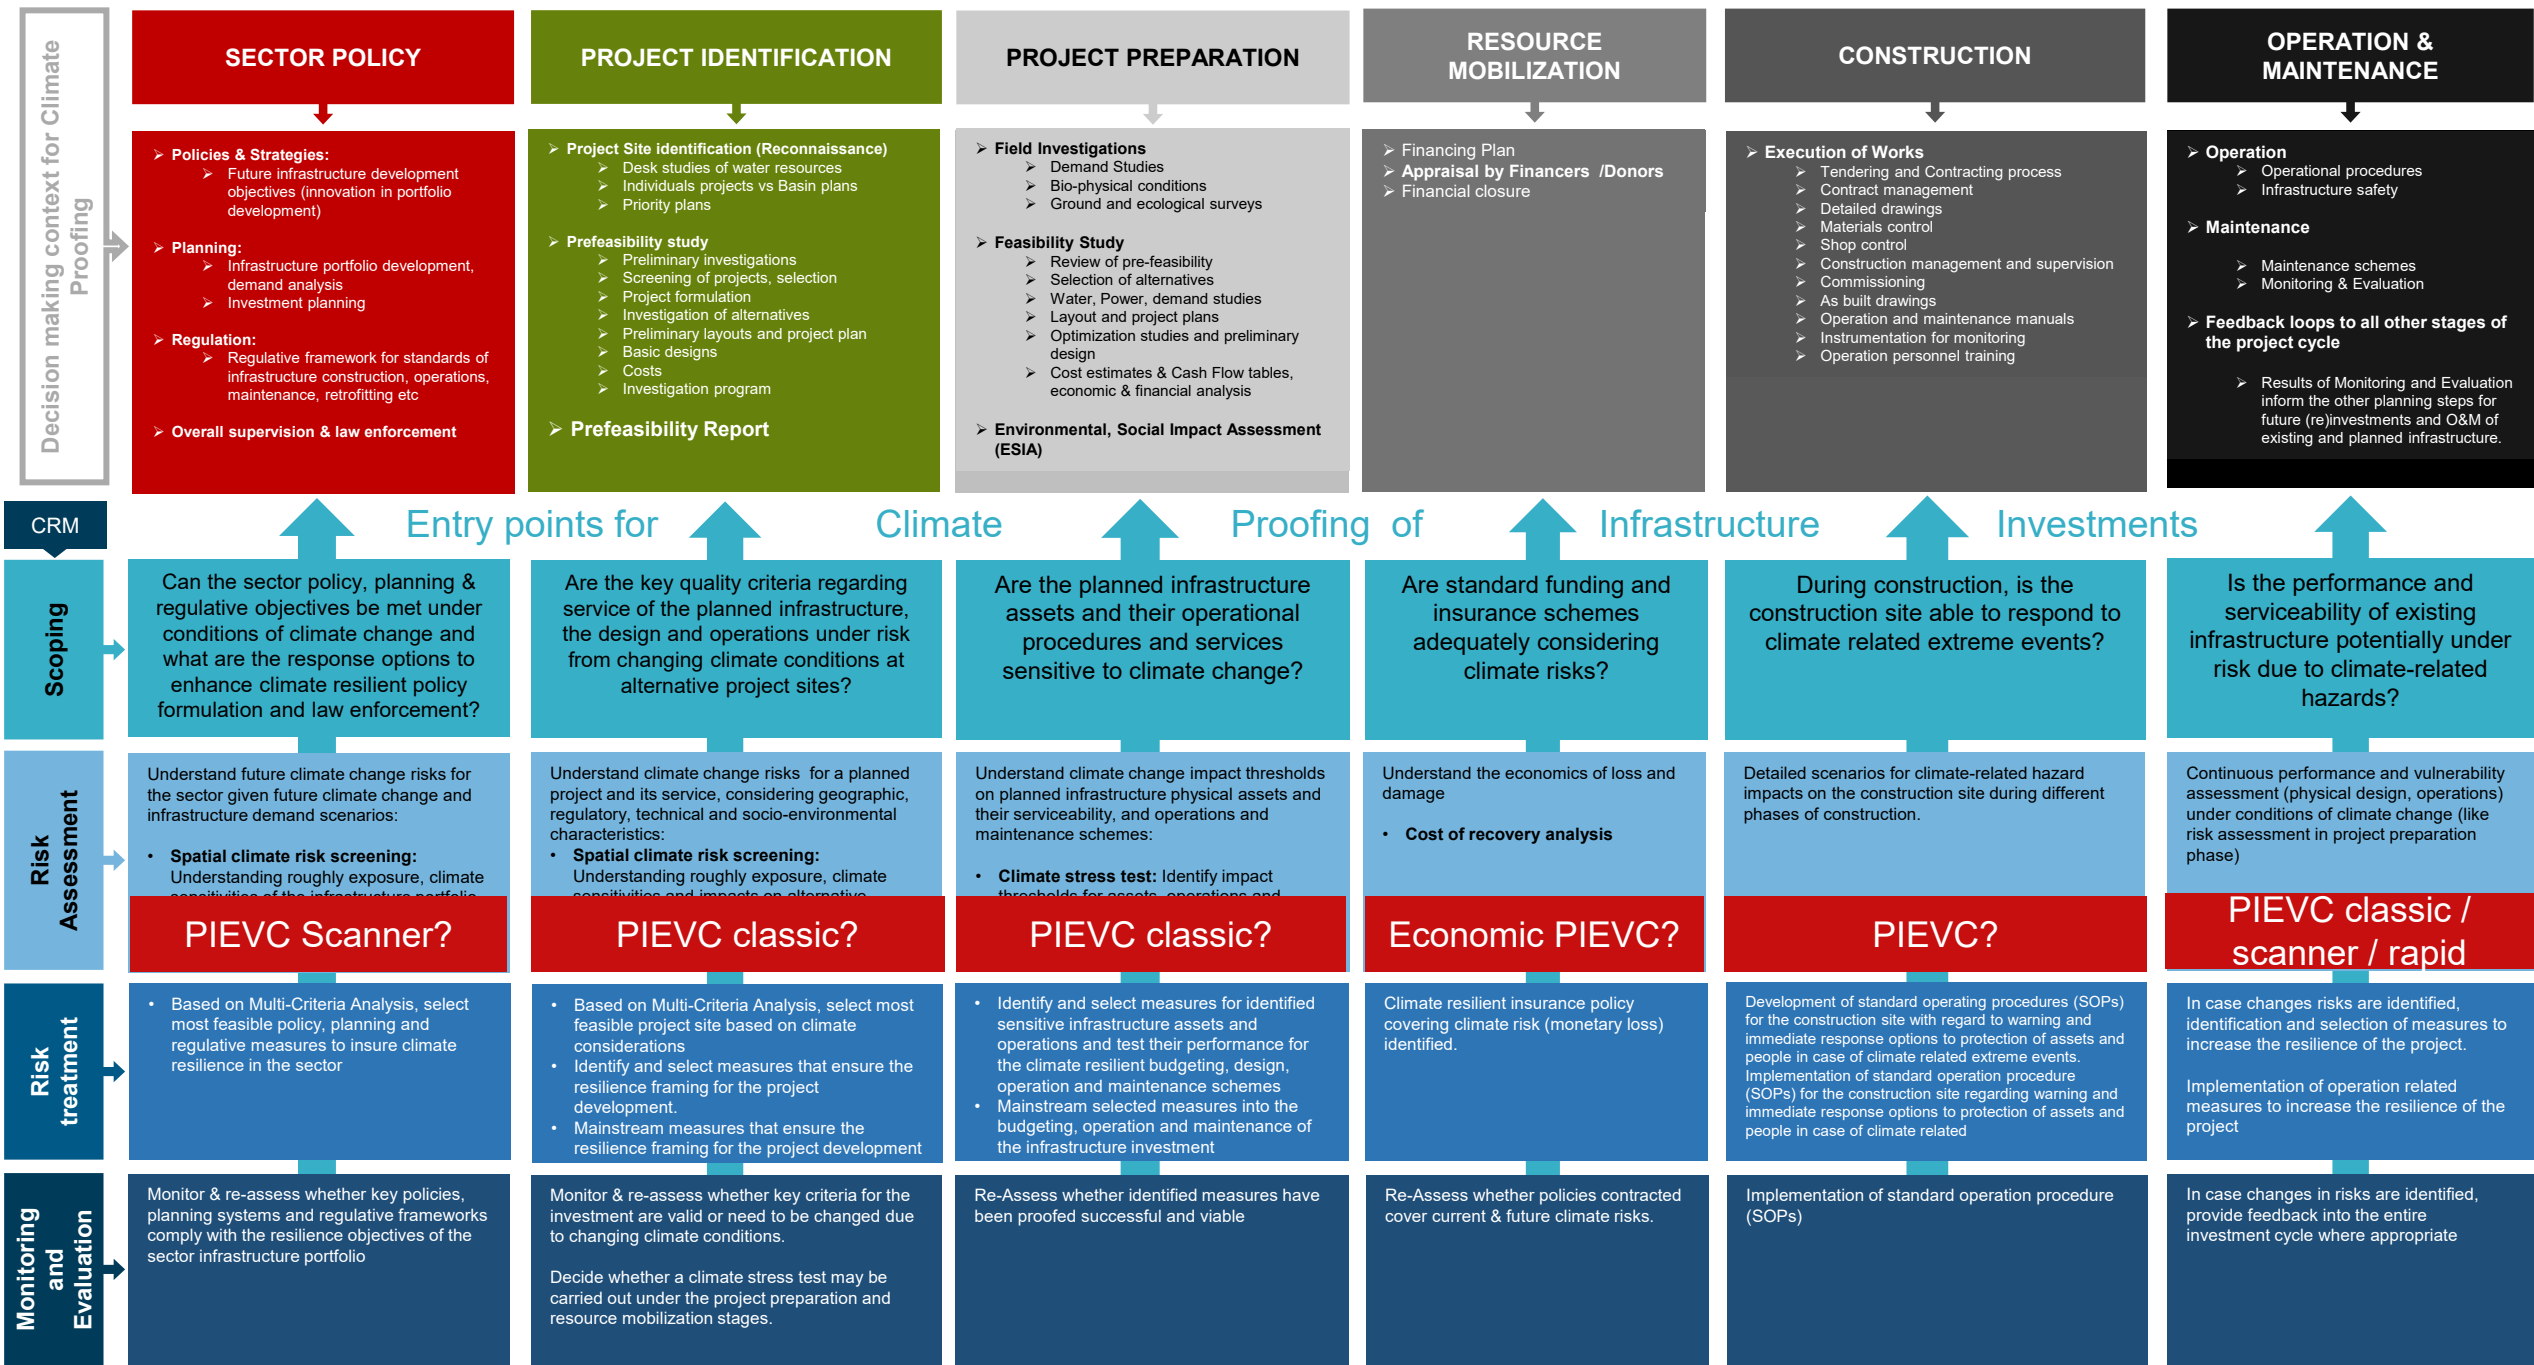 Decision making context for Climate
Proofing
SECTOR POLICY
PROJECT IDENTIFICATION
PROJECT PREPARATION
RESOURCE
MOBILIZATION
CONSTRUCTION
OPERATION &
MAINTENANCE
➢ Policies & Strategies:
➢ Future infrastructure development
objectives (innovation in portfolio
development)
➢ Planning:
➢ Infrastructure portfolio development,
demand analysis
➢ Investment planning
➢ Regulation:
➢ Regulative framework for standards of
infrastructure construction, operations,
maintenance, retrofitting etc
➢ Overall supervision & law enforcement
➢ Project Site identification (Reconnaissance)
➢ Desk studies of water resources
➢ Individuals projects vs Basin plans
➢ Priority plans
➢ Prefeasibility study
➢ Preliminary investigations
➢ Screening of projects, selection
➢ Project formulation
➢ Investigation of alternatives
➢ Preliminary layouts and project plan
➢ Basic designs
➢ Costs
➢ Investigation program
➢ Prefeasibility Report
➢ Field Investigations
➢ Demand Studies
➢ Bio-physical conditions
➢ Ground and ecological surveys
➢ Feasibility Study
➢ Review of pre-feasibility
➢ Selection of alternatives
➢ Water, Power, demand studies
➢ Layout and project plans
➢ Optimization studies and preliminary
design
➢ Cost estimates & Cash Flow tables,
economic & financial analysis
➢ Environmental, Social Impact Assessment
(ESIA)
➢ Financing Plan
➢ Appraisal by Financers /Donors
➢ Financial closure
➢ Execution of Works
➢ Tendering and Contracting process
➢ Contract management
➢ Detailed drawings
➢ Materials control
➢ Shop control
➢ Construction management and supervision
➢ Commissioning
➢ As built drawings
➢ Operation and maintenance manuals
➢ Instrumentation for monitoring
➢ Operation personnel training
➢ Operation
➢ Operational procedures
➢ Infrastructure safety
➢ Maintenance
➢ Maintenance schemes
➢ Monitoring & Evaluation
➢ Feedback loops to all other stages of
the project cycle
➢ Results of Monitoring and Evaluation
inform the other planning steps for
future (re)investments and O&M of
existing and planned infrastructure.
CRM
Entry points for Climate Proofing of Infrastructure Investments
Scoping
Can the sector policy, planning &
regulative objectives be met under
conditions of climate change and
what are the response options to
enhance climate resilient policy
formulation and law enforcement?
Are the key quality criteria regarding
service of the planned infrastructure,
the design and operations under risk
from changing climate conditions at
alternative project sites?
Are the planned infrastructure
assets and their operational
procedures and services
sensitive to climate change?
Are standard funding and
insurance schemes
adequately considering
climate risks?
During construction, is the
construction site able to respond to
climate related extreme events?
Is the performance and
serviceability of existing
infrastructure potentially under
risk due to climate-related
hazards?
Risk
Assessment
Understand future climate change risks for
the sector given future climate change and
infrastructure demand scenarios:
• Spatial climate risk screening:
Understanding roughly exposure, climate
sensitivities of the infrastructure portfolio
PIEVC Scanner?
Understand climate change risks for a planned
project and its service, considering geographic,
regulatory, technical and socio-environmental
characteristics:
• Spatial climate risk screening:
Understanding roughly exposure, climate
sensitivities and impacts on alternative
PIEVC classic?
Understand climate change impact thresholds
on planned infrastructure physical assets and
their serviceability, and operations and
maintenance schemes:
• Climate stress test: Identify impact
thresholds for assets, operations and
PIEVC classic?
Understand the economics of loss and
damage
• Cost of recovery analysis
Economic PIEVC?
Detailed scenarios for climate-related hazard
impacts on the construction site during different
phases of construction.
PIEVC?
Continuous performance and vulnerability
assessment (physical design, operations)
under conditions of climate change (like
risk assessment in project preparation
phase)
PIEVC classic /
scanner / rapid
Risk
treatment
• Based on Multi-Criteria Analysis, select
most feasible policy, planning and
regulative measures to insure climate
resilience in the sector
• Based on Multi-Criteria Analysis, select most
feasible project site based on climate
considerations
• Identify and select measures that ensure the
resilience framing for the project
development.
• Mainstream measures that ensure the
resilience framing for the project development
• Identify and select measures for identified
sensitive infrastructure assets and
operations and test their performance for
the climate resilient budgeting, design,
operation and maintenance schemes
• Mainstream selected measures into the
budgeting, operation and maintenance of
the infrastructure investment
Climate resilient insurance policy
covering climate risk (monetary loss)
identified.
Development of standard operating procedures (SOPs)
for the construction site with regard to warning and
immediate response options to protection of assets and
people in case of climate related extreme events.
Implementation of standard operation procedure
(SOPs) for the construction site regarding warning and
immediate response options to protection of assets and
people in case of climate related
In case changes risks are identified,
identification and selection of measures to
increase the resilience of the project.
Implementation of operation related
measures to increase the resilience of the
project
Monitoring
and
Evaluation
Monitor & re-assess whether key policies,
planning systems and regulative frameworks
comply with the resilience objectives of the
sector infrastructure portfolio
Monitor & re-assess whether key criteria for the
investment are valid or need to be changed due
to changing climate conditions.
Decide whether a climate stress test may be
carried out under the project preparation and
resource mobilization stages.
Re-Assess whether identified measures have
been proofed successful and viable
Re-Assess whether policies contracted
cover current & future climate risks.
Implementation of standard operation procedure
(SOPs)
In case changes in risks are identified,
provide feedback into the entire
investment cycle where appropriate